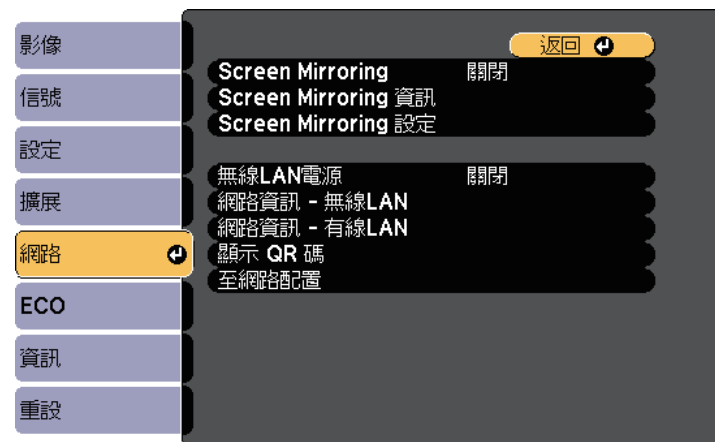 影像
信號
設定
擴展
網路
ECO
資訊
重設
返回
Screen Mirroring 關閉
Screen Mirroring 資訊
Screen Mirroring 設定
無線LAN電源 關閉
網路資訊 - 無線LAN
網路資訊 - 有線LAN
顯示 QR 碼
至網路配置